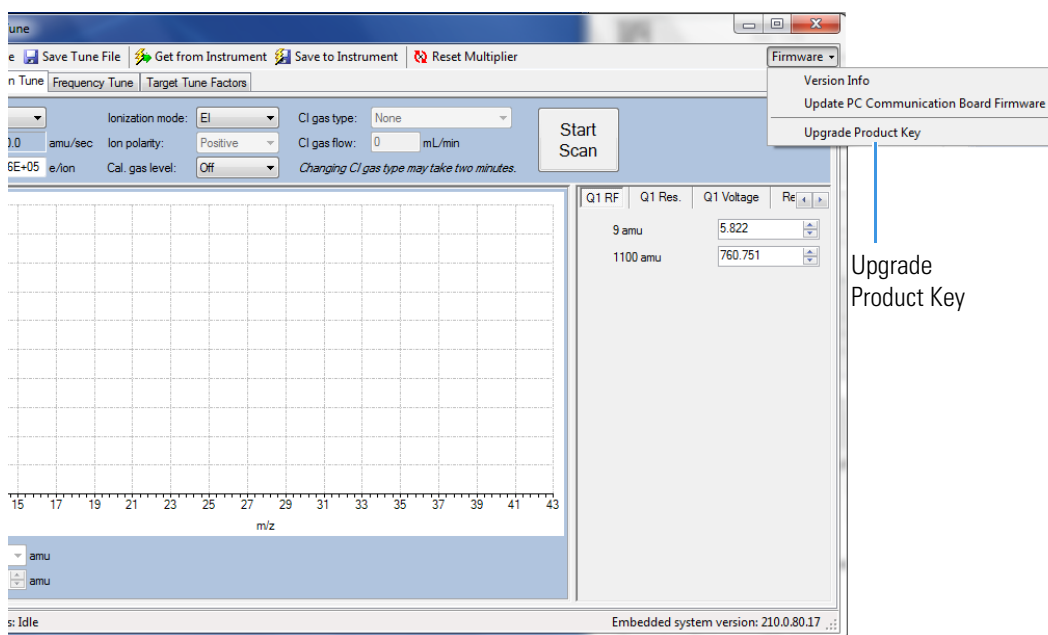 Tune
e Save Tune File Get from Instrument Save to Instrument Reset Multiplier Firmware
n Tune Frequency Tune Target Tune Factors
Version Info
Update PC Communication Board Firmware
Upgrade Product Key
Ionization mode: EI CI gas type: None
0.0 amu/sec Ion polarity: Positive CI gas flow: 0 mL/min
6E+05 e/ion Cal. gas level: Off Changing CI gas type may take two minutes.
Start
Scan
Q1 RF Q1 Res. Q1 Voltage Re
9 amu 5.822
1100 amu 760.751
Upgrade
Product Key
15 17 19 21 23 25 27 29 31 33 35 37 39 41 43
m/z
amu
amu
s: Idle Embedded system version: 210.0.80.17